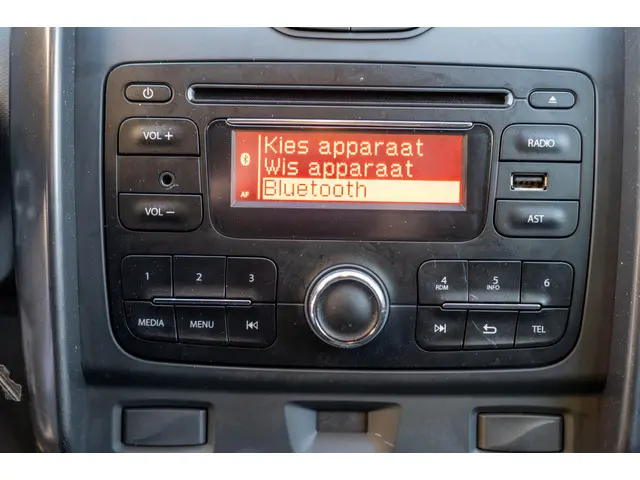 VOL +
Kies apparaat
Wis apparaat
Bluetooth
AF
RADIO
VOL −
AST
1
2
3
4
RDM
5
INFO
6
MEDIA
MENU
TEL